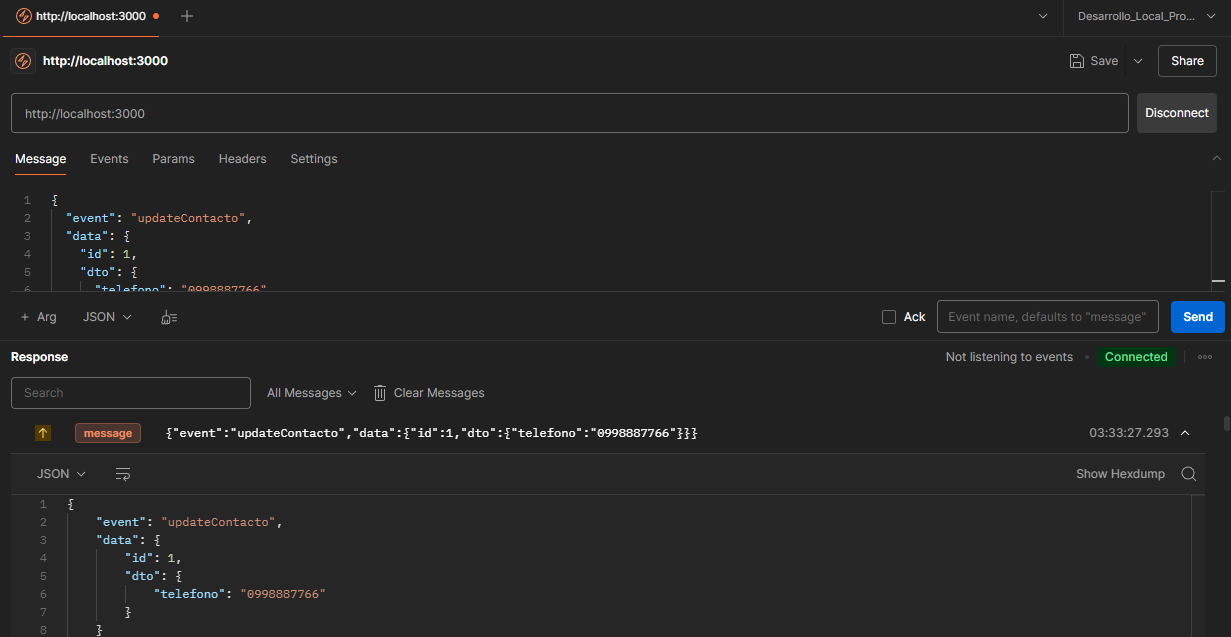 http://localhost:3000
Desarrollo_Local_Pro...
http://localhost:3000
Save
Share
http://localhost:3000
Disconnect
Message Events Params Headers Settings
1 {
2 "event": "updateContacto",
3 "data": {
4 "id": 1,
5 "dto": {
6 "telefono": "0998887766"
+ Arg JSON Ack Event name, defaults to "message" Send
Response Not listening to events Connected
Search All Messages Clear Messages
message {"event":"updateContacto","data":{"id":1,"dto":{"telefono":"0998887766"}}} 03:33:27.293
JSON Show Hexdump
1 {
2 "event": "updateContacto",
3 "data": {
4 "id": 1,
5 "dto": {
6 "telefono": "0998887766"
7 }
8 }